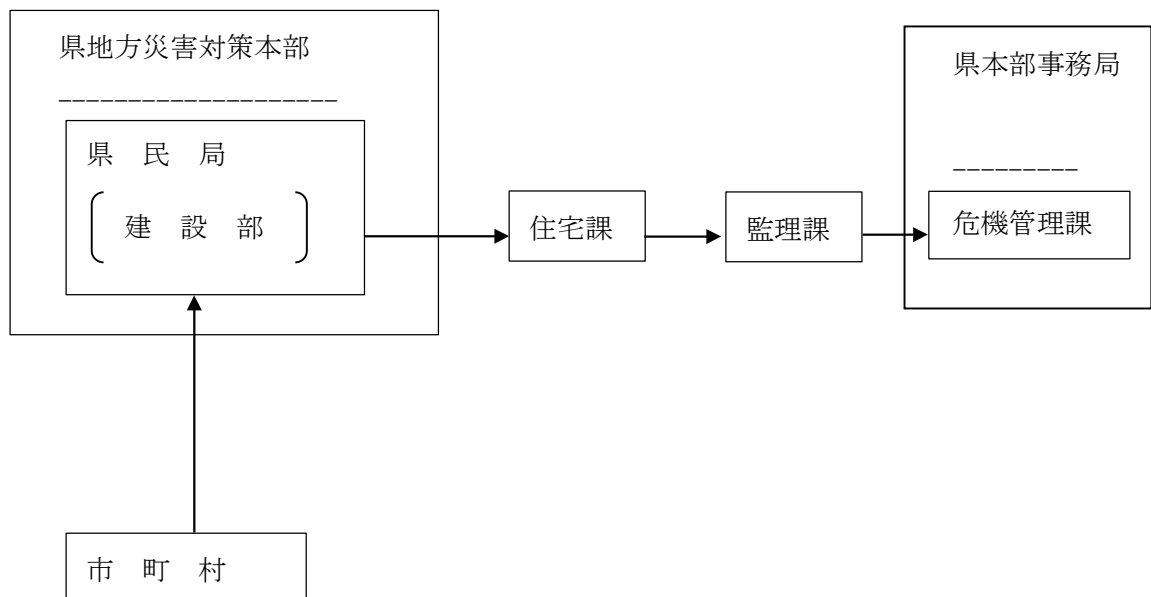 県地方災害対策本部
県　民　局
建　設　部
住宅課
監理課
県本部事務局
危機管理課
市　町　村